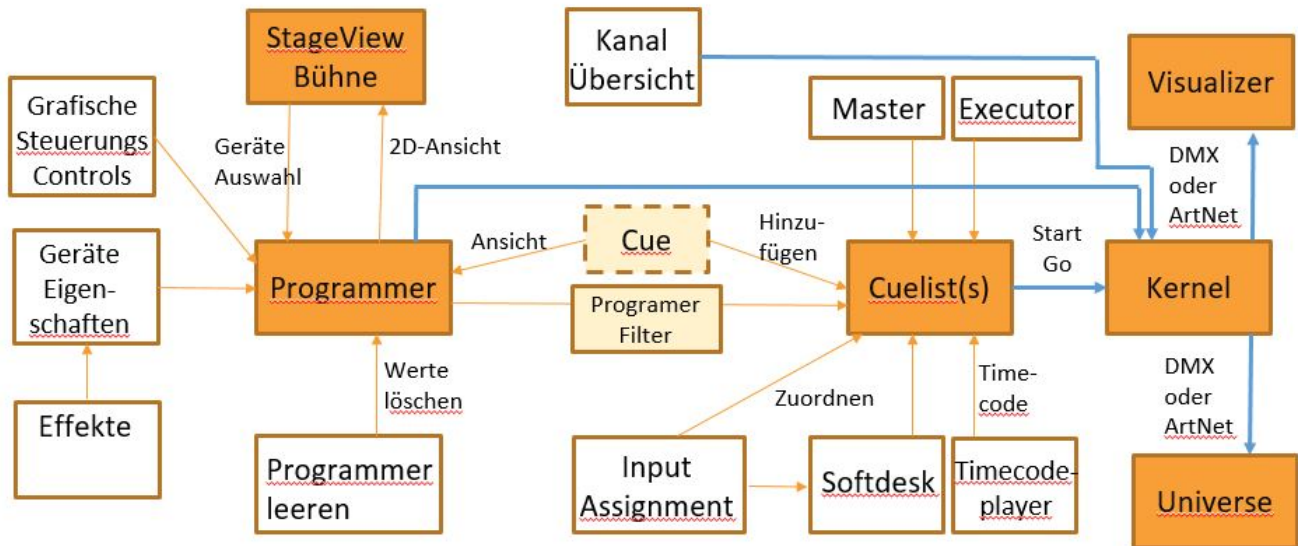 StageView
Bühne
Kanal
Übersicht
Visualizer
Grafische
Steuerungs
Controls
Master
Executor
Geräte
Auswahl
2D-Ansicht
DMX
oder
ArtNet
Geräte
Eigen-
schaften
Programmer
Ansicht
Cue
Hinzu-
fügen
Cuelist(s)
Start
Go
Kernel
Programer
Filter
Effekte
Werte
löschen
Zuordnen
Time-
code
DMX
oder
ArtNet
Programmer
leeren
Input
Assignment
Softdesk
Timecode-
player
Universe